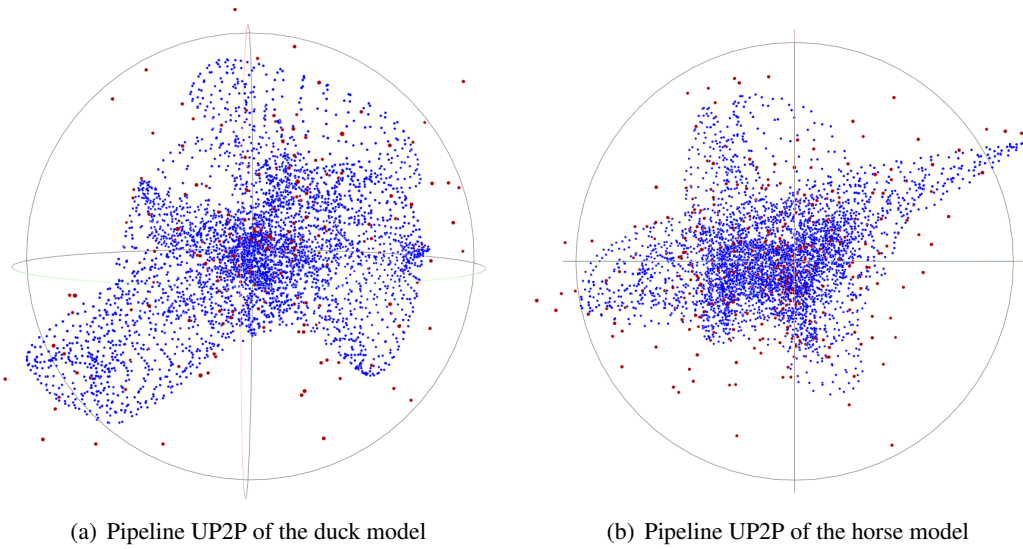 (a) Pipeline UP2P of the duck model
(b) Pipeline UP2P of the horse model